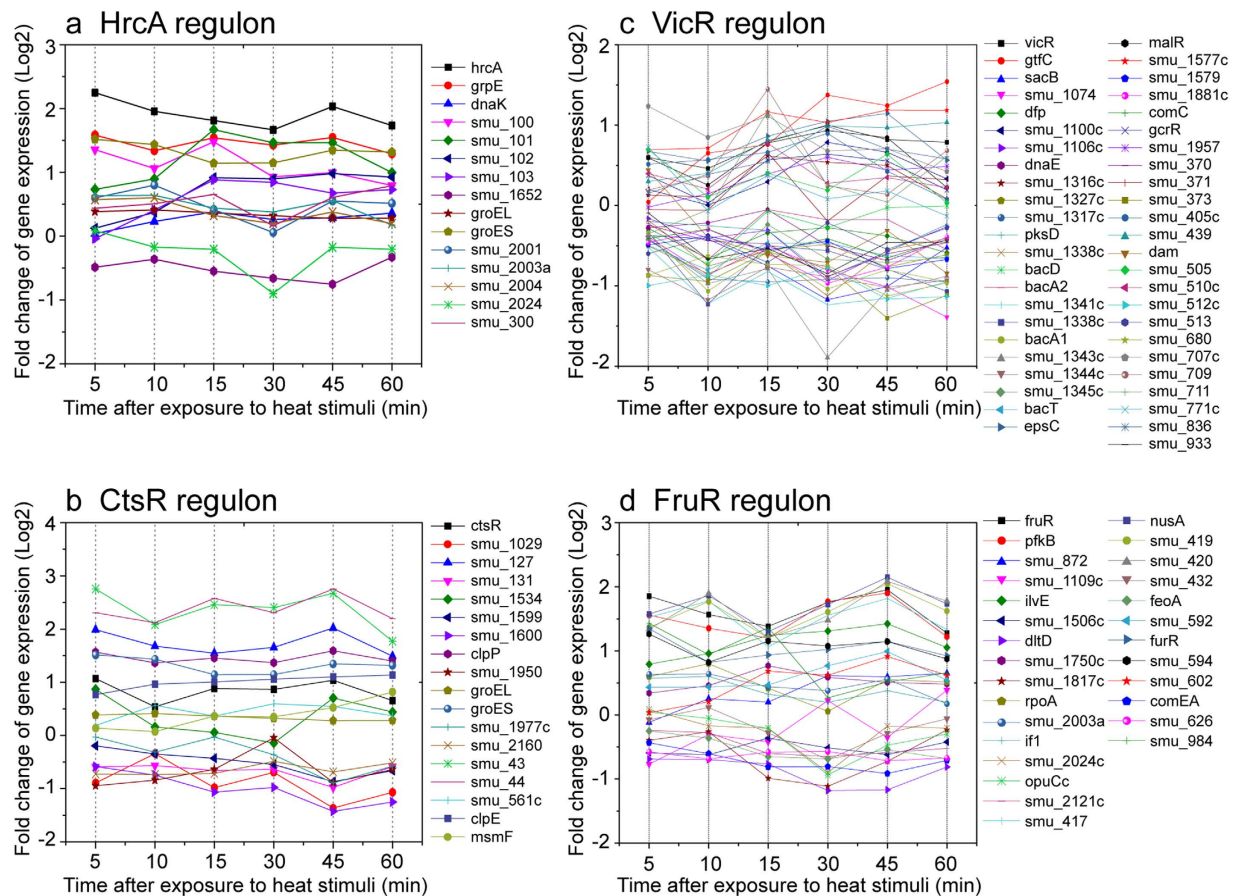 a HrcA regulon
Fold change of gene expression (Log2)
3
2
1
0
-1
-2
5 10 15 30 45 60
Time after exposure to heat stimuli (min)
hrcA
grpE
dnaK
smu_100
smu_101
smu_102
smu_103
smu_1652
groEL
groES
smu_2001
smu_2003a
smu_2004
smu_2024
smu_300
c VicR regulon
Fold change of gene expression (Log2)
2
1
0
-1
-2
5 10 15 30 45 60
Time after exposure to heat stimuli (min)
vicR
gtfC
sacB
smu_1074
dfp
smu_1100c
smu_1106c
dnaE
smu_1316c
smu_1327c
smu_1317c
pksD
smu_1338c
bacD
bacA2
smu_1341c
smu_1338c
bacA1
smu_1343c
smu_1344c
smu_1345c
bacT
epsC
malR
smu_1577c
smu_1579
smu_1881c
comC
gcrR
smu_1957
smu_370
smu_371
smu_373
smu_405c
smu_439
dam
smu_505
smu_510c
smu_512c
smu_513
smu_680
smu_707c
smu_709
smu_711
smu_771c
smu_836
smu_933
b CtsR regulon
Fold change of gene expression (Log2)
4
3
2
1
0
-1
-2
5 10 15 30 45 60
Time after exposure to heat stimuli (min)
ctsR
smu_1029
smu_127
smu_131
smu_1534
smu_1599
smu_1600
clpP
smu_1950
groEL
groES
smu_1977c
smu_2160
smu_43
smu_44
smu_561c
clpE
msmF
d FruR regulon
Fold change of gene expression (Log2)
3
2
1
0
-1
-2
5 10 15 30 45 60
Time after exposure to heat stimuli (min)
fruR
pfkB
smu_872
smu_1109c
ilvE
smu_1506c
dltD
smu_1750c
smu_1817c
rpoA
smu_2003a
if1
smu_2024c
opuCc
smu_2121c
smu_417
nusA
smu_419
smu_420
smu_432
feoA
smu_592
furR
smu_594
smu_602
comEA
smu_626
smu_984